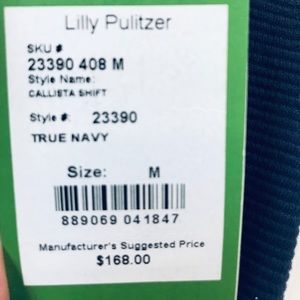 Lilly Pulitzer
SKU #
23390 408 M
Style Name:
CALLISTA SHIFT
Style #: 23390
TRUE NAVY
Size: M
889069 041847
Manufacturer's Suggested Price
$168.00